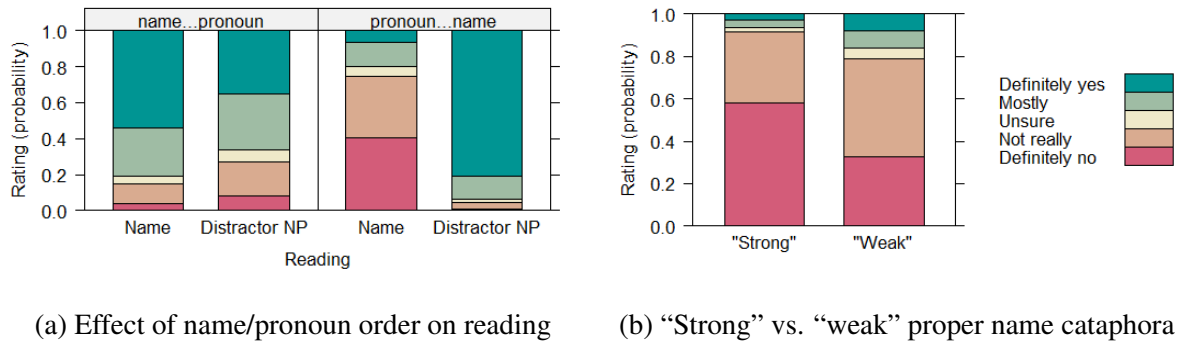 name...pronoun
pronoun...name
1.0
0.8
0.6
0.4
0.2
0.0
Rating (probability)
Name
Distractor NP
Name
Distractor NP
Reading
(a) Effect of name/pronoun order on reading
1.0
0.8
0.6
0.4
0.2
0.0
Rating (probability)
"Strong"
"Weak"
Definitely yes
Mostly
Unsure
Not really
Definitely no
(b) “Strong” vs. “weak” proper name cataphora